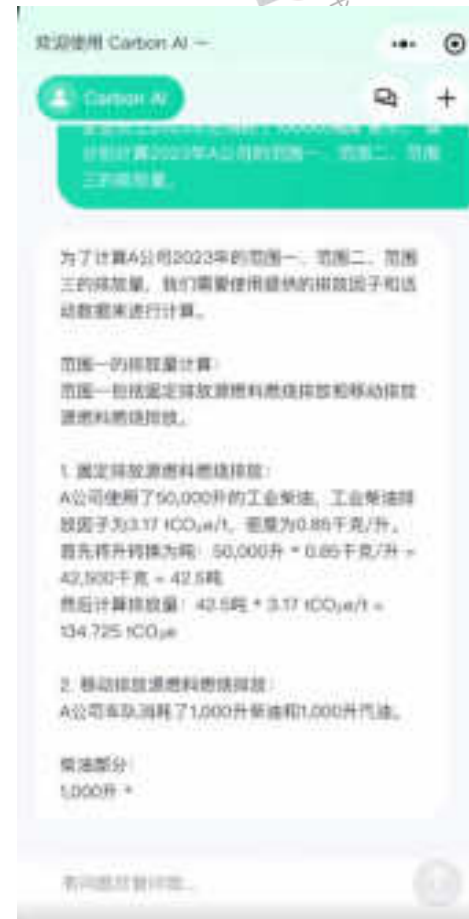 欢迎使用 Carbon AI —
Carbon AI
计划计算2023年A公司的范围一、范围二、范围
三的排放量。
为了计算A公司2023年的范围一、范围二、范围
三的排放量，我们需要使用提供的排放因子和活
动数据来进行计算。
范围一的排放量计算：
范围一包括固定排放源燃料燃烧排放和移动排放
源燃料燃烧排放。
1. 固定排放源燃料燃烧排放：
A公司使用了50,000升的工业柴油，工业柴油排
放因子为3.17 tCO₂e/t，密度为0.85千克/升。
首先将升转换为吨：50,000升 * 0.85千克/升 =
42,500千克 = 42.5吨
然后计算排放量：42.5吨 * 3.17 tCO₂e/t =
134.725 tCO₂e
2. 移动排放源燃料燃烧排放：
A公司车队消耗了1,000升柴油和1,000升汽油。
柴油部分：
1,000升 *